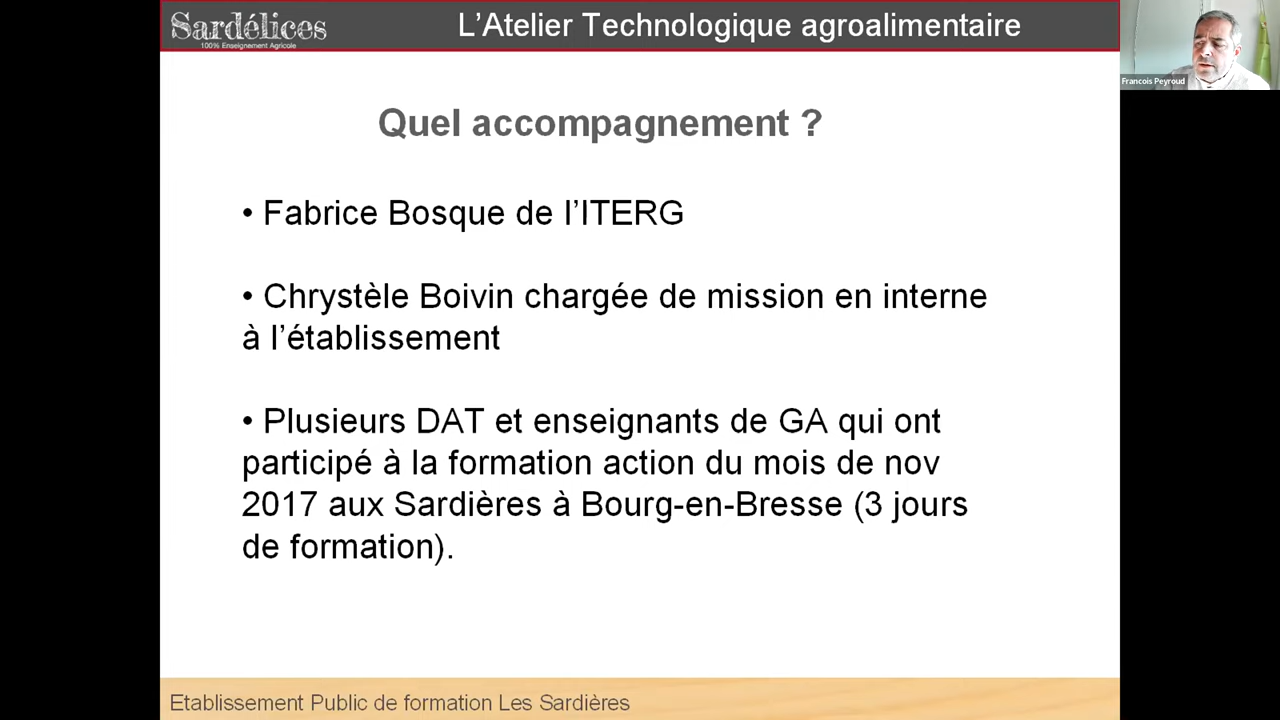 Sardélices
100% Enseignement Agricole
L’Atelier Technologique agroalimentaire
Francois Peyroud
Quel accompagnement ?
• Fabrice Bosque de l’ITERG
• Chrystèle Boivin chargée de mission en interne
à l’établissement
• Plusieurs DAT et enseignants de GA qui ont
participé à la formation action du mois de nov
2017 aux Sardières à Bourg-en-Bresse (3 jours
de formation).
Etablissement Public de formation Les Sardières